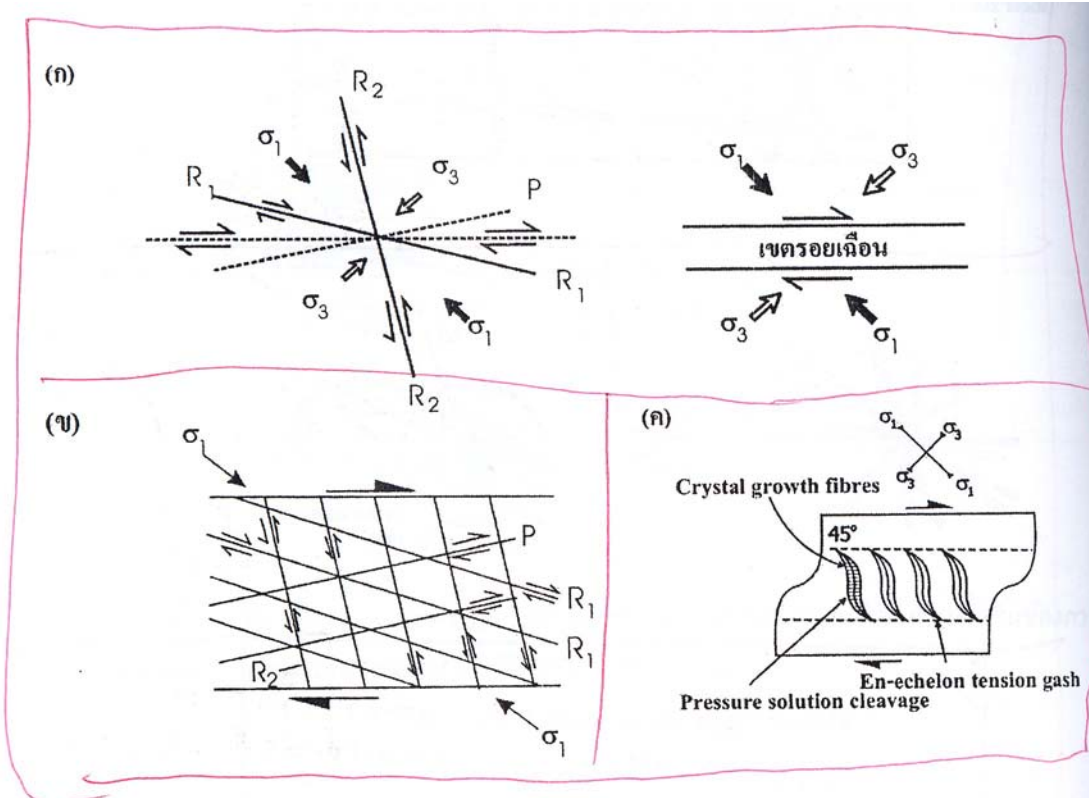 (ก)
R₂
σ₁
σ₃
R₁
P
σ₃
R₁
σ₁
R₂
σ₁
σ₃
เขตรอยเฉือน
σ₃
σ₁
(ข)
σ₁
P
R₁
R₁
R₂
σ₁
(ค)
σ₁
σ₃
σ₃
σ₁
Crystal growth fibres
45°
En-echelon tension gash
Pressure solution cleavage